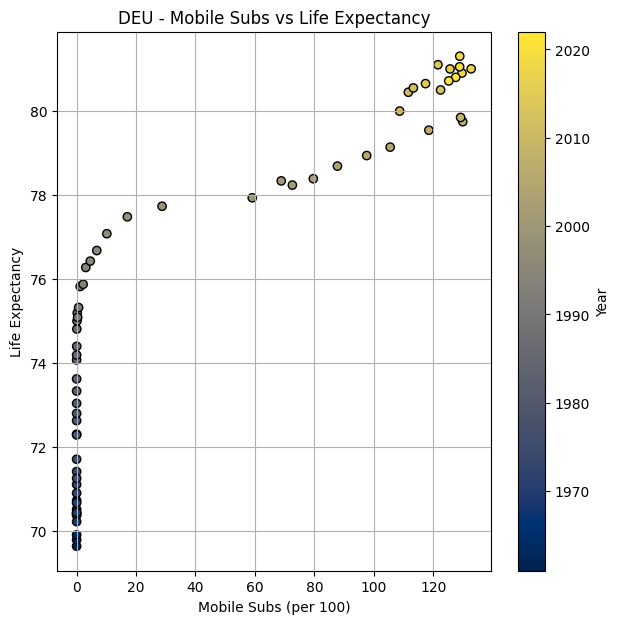 DEU - Mobile Subs vs Life Expectancy
80
78
76
74
72
70
Life Expectancy
0 20 40 60 80 100 120
Mobile Subs (per 100)
2020
2010
2000
1990
1980
1970
Year